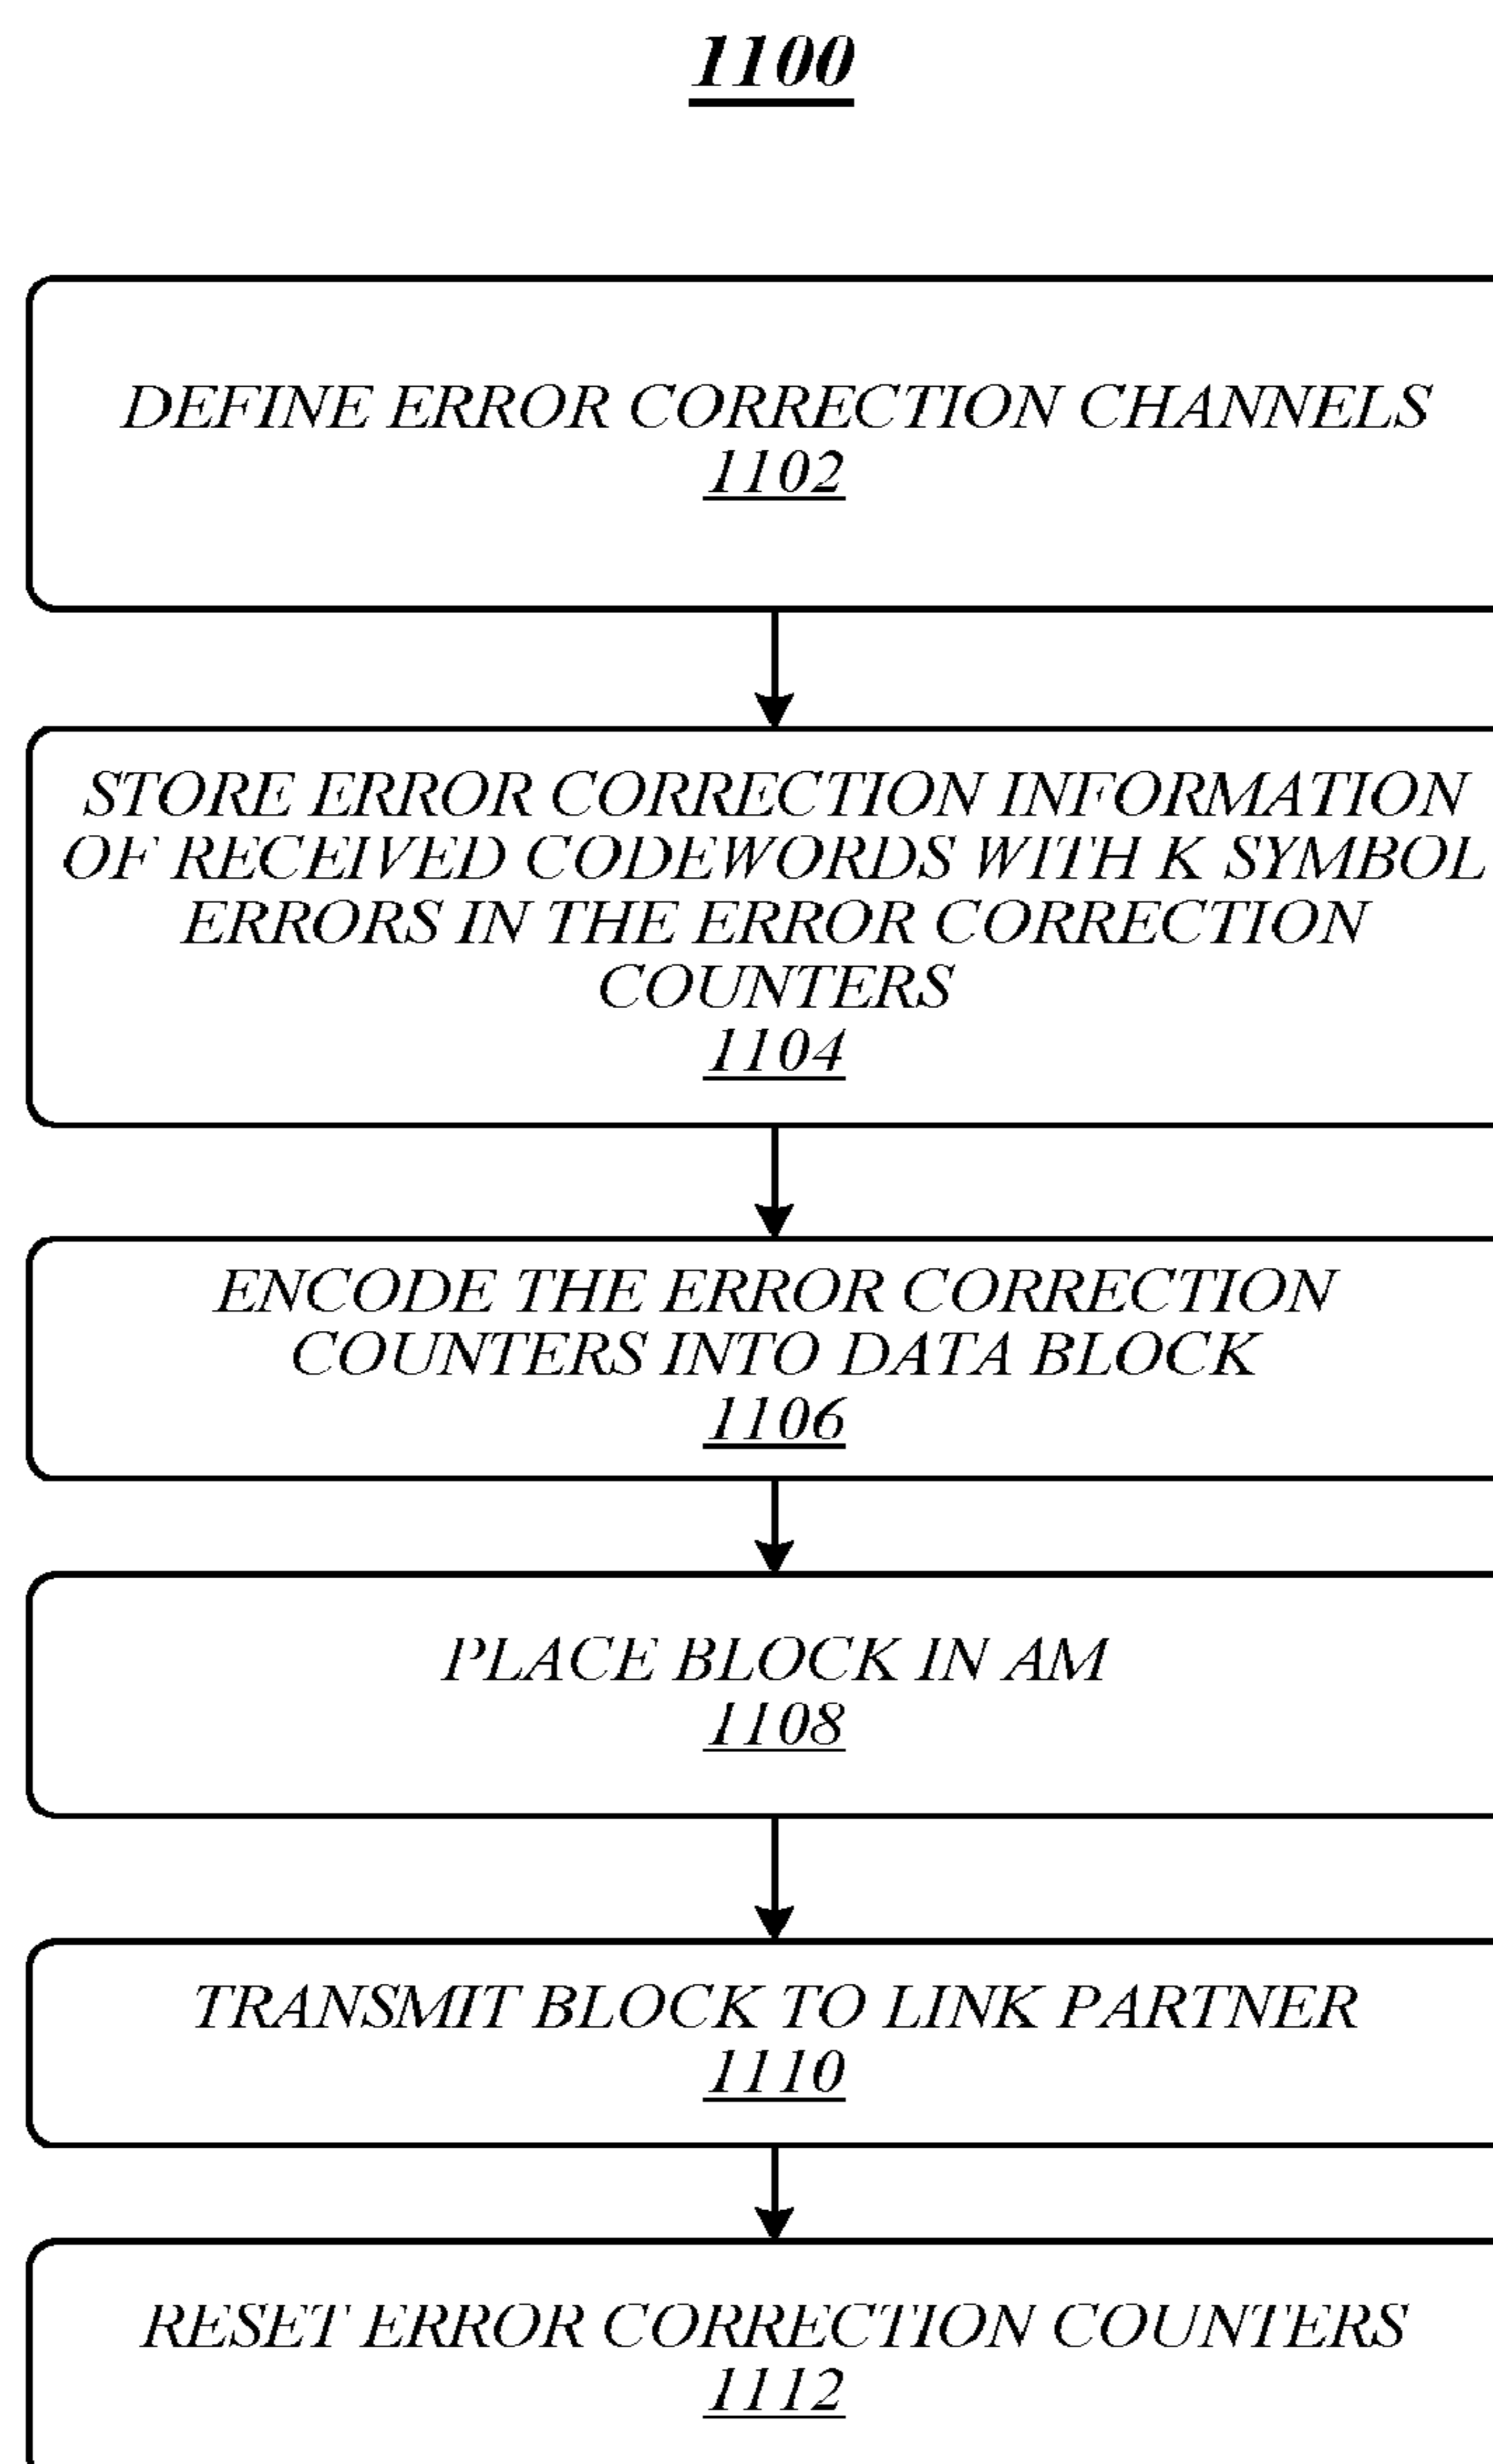 1100
DEFINE ERROR CORRECTION CHANNELS
1102
STORE ERROR CORRECTION INFORMATION
OF RECEIVED CODEWORDS WITH K SYMBOL
ERRORS IN THE ERROR CORRECTION
COUNTERS
1104
ENCODE THE ERROR CORRECTION
COUNTERS INTO DATA BLOCK
1106
PLACE BLOCK IN AM
1108
TRANSMIT BLOCK TO LINK PARTNER
1110
RESET ERROR CORRECTION COUNTERS
1112